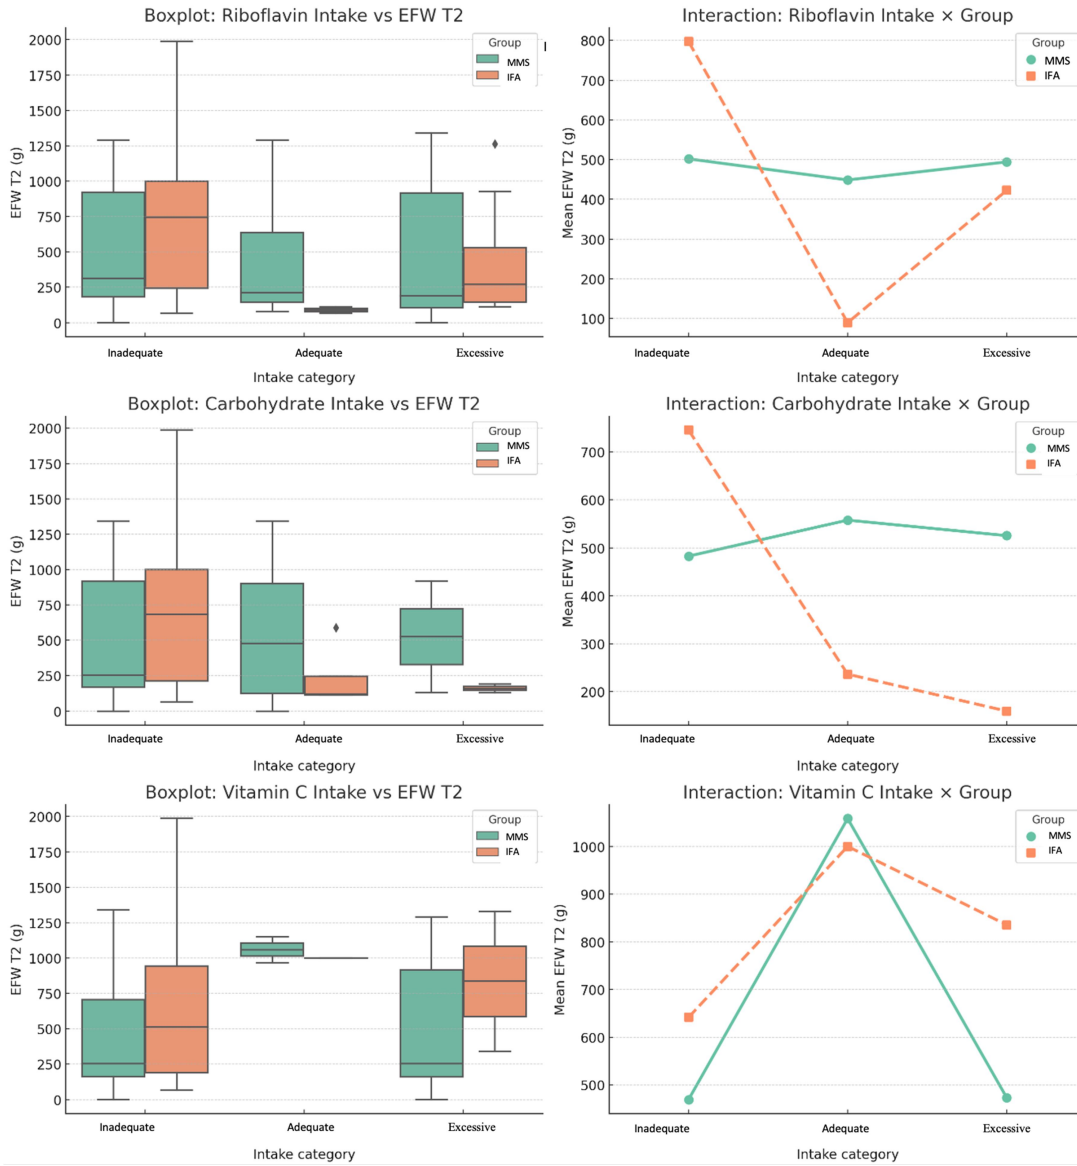 Boxplot: Riboflavin Intake vs EFW T2
EFW T2 (g)
2000
1750
1500
1250
1000
750
500
250
0
Group
MMS
IFA
Inadequate
Adequate
Excessive
Intake category
Interaction: Riboflavin Intake × Group
Mean EFW T2 (g)
800
700
600
500
400
300
200
100
Group
MMS
IFA
Inadequate
Adequate
Excessive
Intake category
Boxplot: Carbohydrate Intake vs EFW T2
EFW T2 (g)
2000
1750
1500
1250
1000
750
500
250
0
Group
MMS
IFA
Inadequate
Adequate
Excessive
Intake category
Interaction: Carbohydrate Intake × Group
Mean EFW T2 (g)
700
600
500
400
300
200
Group
MMS
IFA
Inadequate
Adequate
Excessive
Intake category
Boxplot: Vitamin C Intake vs EFW T2
EFW T2 (g)
2000
1750
1500
1250
1000
750
500
250
0
Group
MMS
IFA
Inadequate
Adequate
Excessive
Intake category
Interaction: Vitamin C Intake × Group
Mean EFW T2 (g)
1000
900
800
700
600
500
Group
MMS
IFA
Inadequate
Adequate
Excessive
Intake category